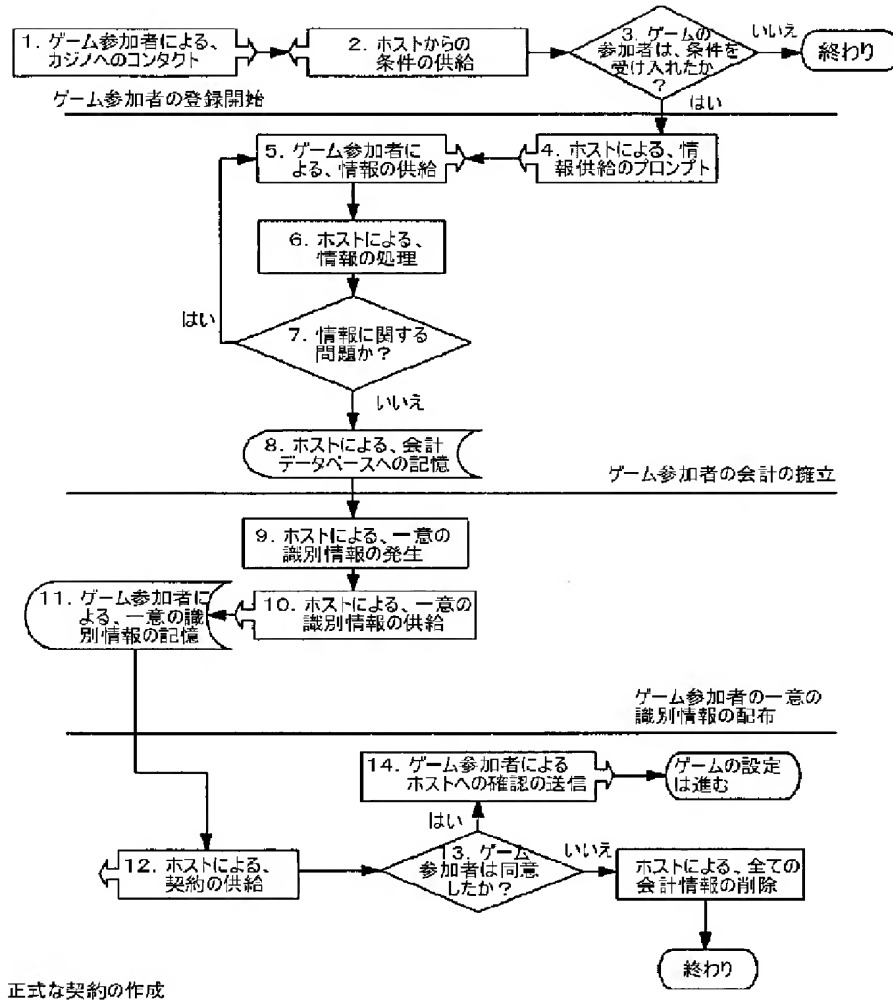 1. ゲーム参加者による、
カジノへのコンタクト
2. ホストからの
条件の供給
3. ゲームの
参加者は、条件を
受け入れたか
？
いいえ
終わり
はい
ゲーム参加者の登録開始
4. ホストによる、情
報供給のプロンプト
5. ゲーム参加者に
よる、情報の供給
6. ホストによる、
情報の処理
7. 情報に関する
問題か？
はい
いいえ
8. ホストによる、会計
データベースへの記憶
ゲーム参加者の会計の擁立
9. ホストによる、一意の
識別情報の発生
10. ホストによる、一意の
識別情報の供給
11. ゲーム参加者に
よる、一意の識
別情報の記憶
ゲーム参加者の一意の
識別情報の配布
12. ホストによる、
契約の供給
13. ゲーム
参加者は同意
したか？
はい
14. ゲーム参加者による
ホストへの確認の送信
ゲームの設定
は進む
いいえ
ホストによる、全ての
会計情報の削除
終わり
正式な契約の作成